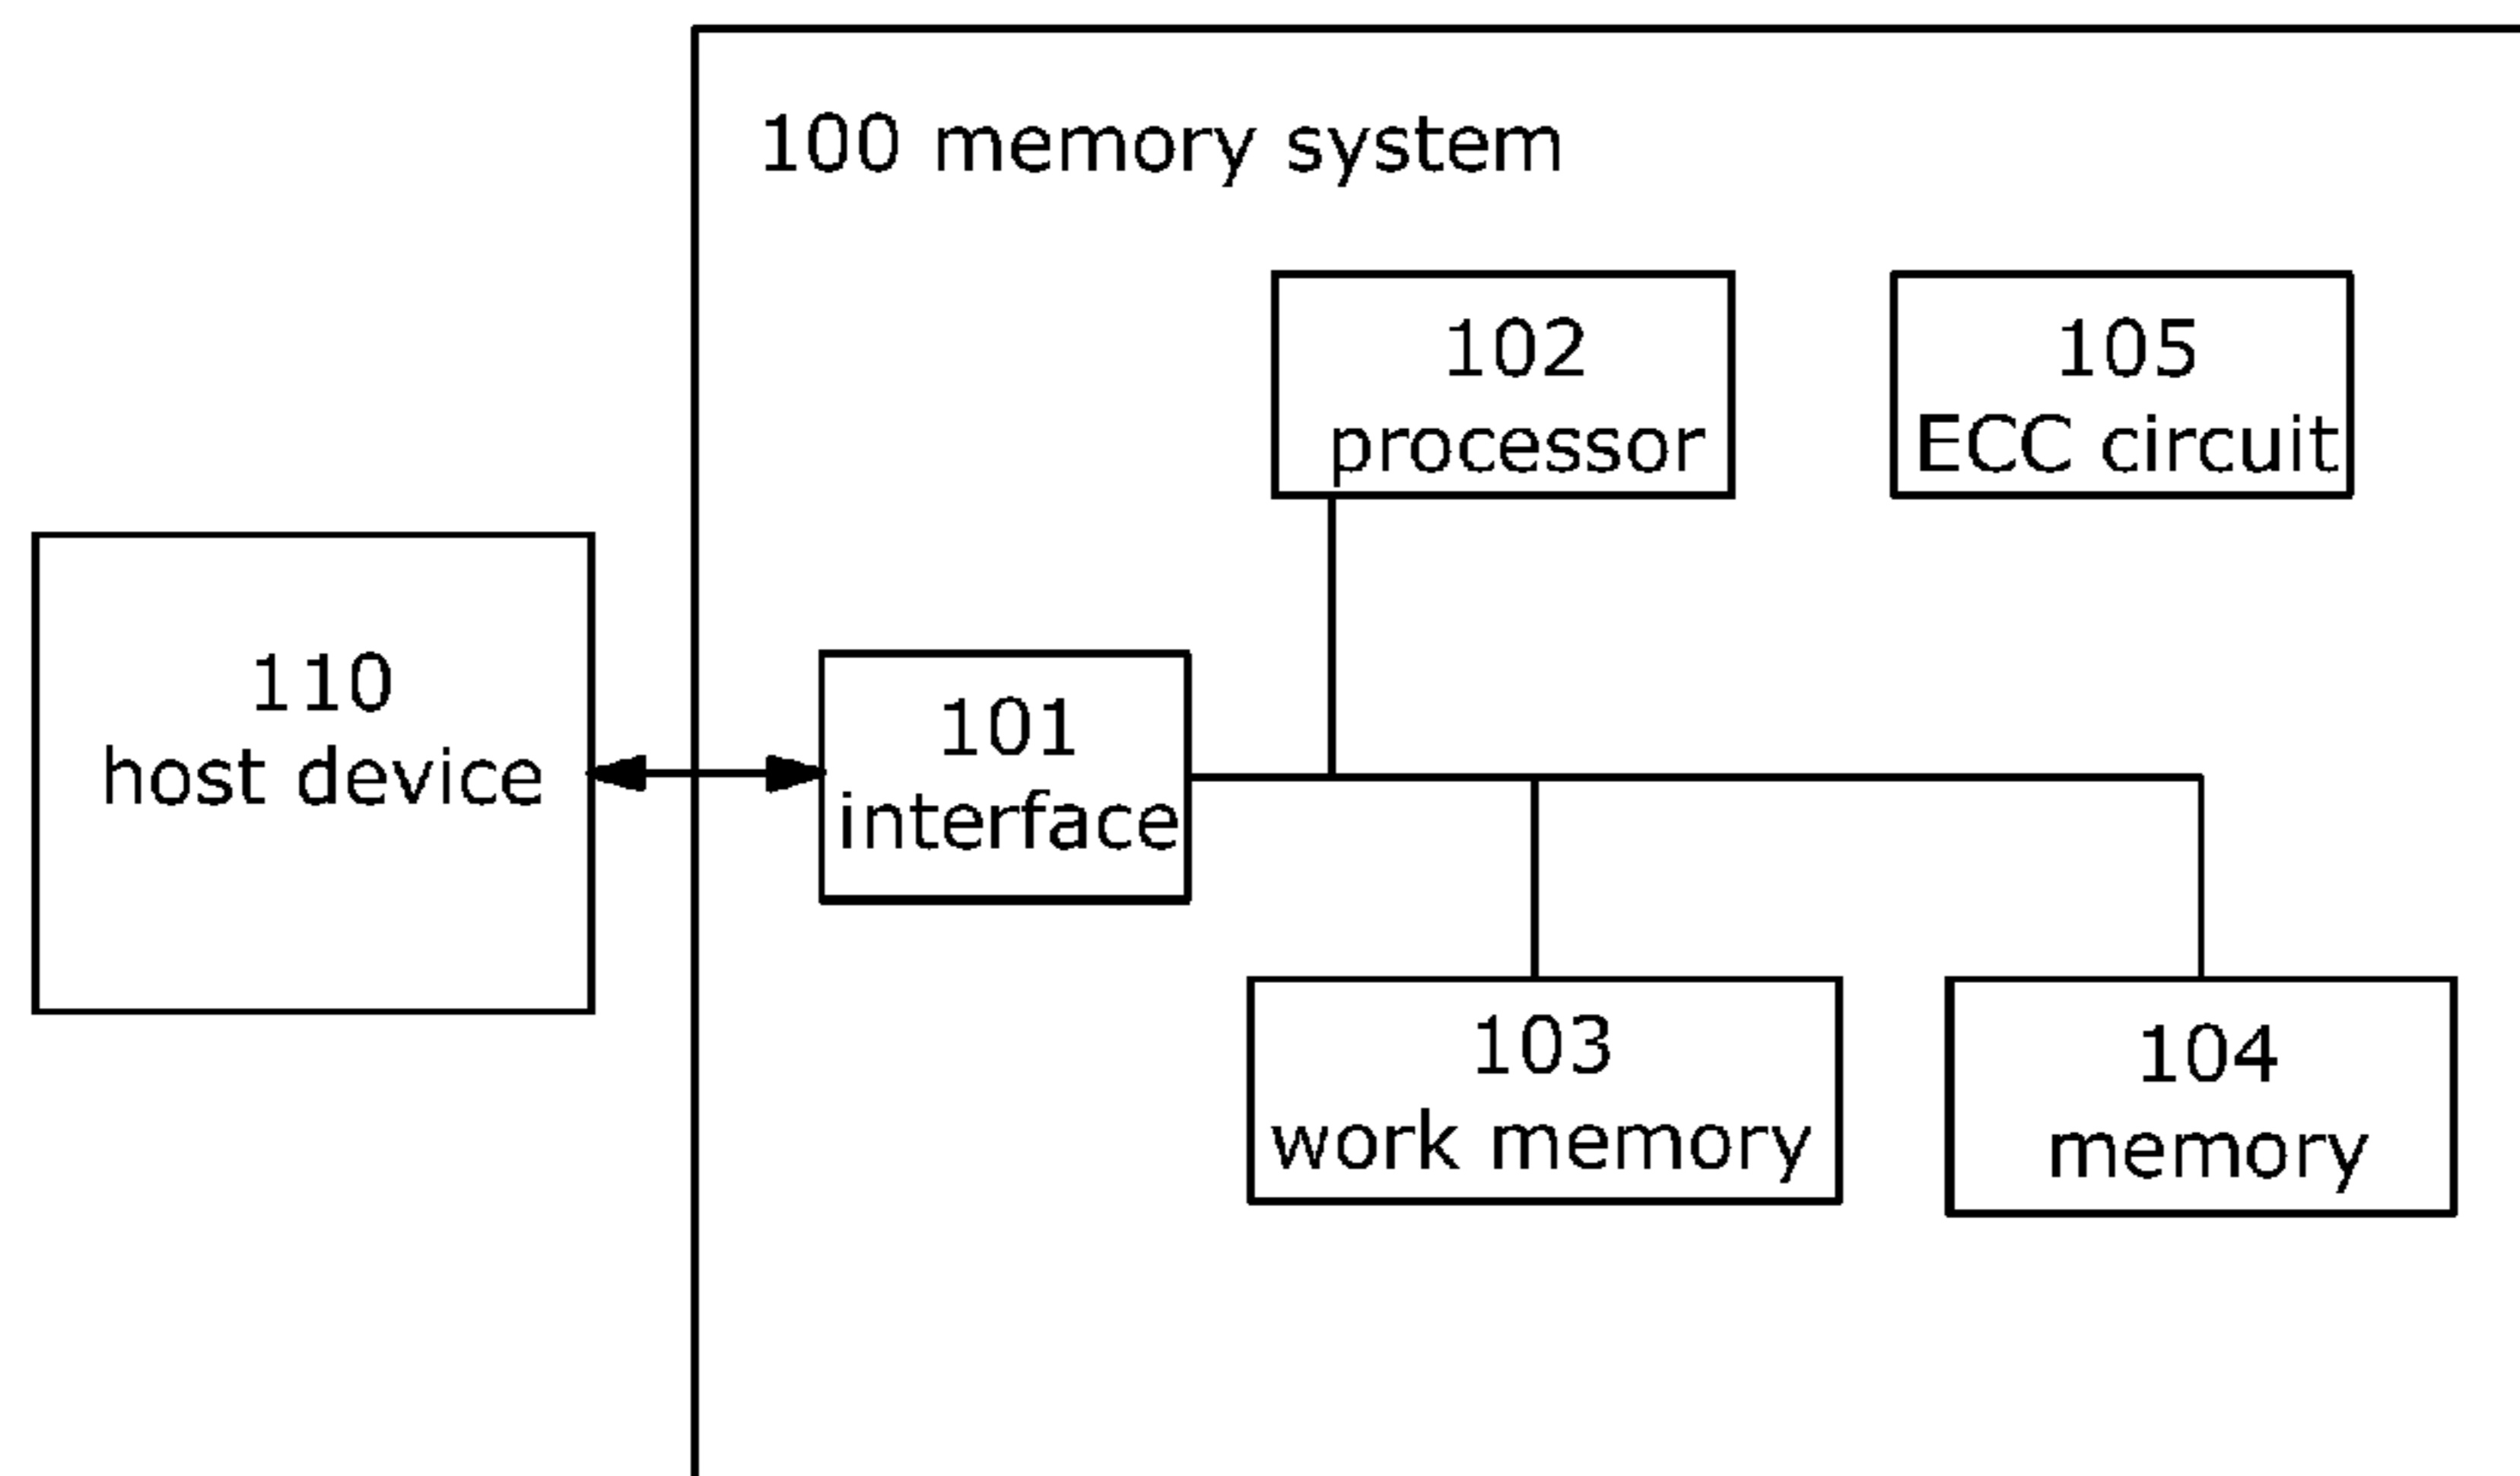 100 memory system
102
processor
105
ECC circuit
110
host device
101
interface
103
work memory
104
memory